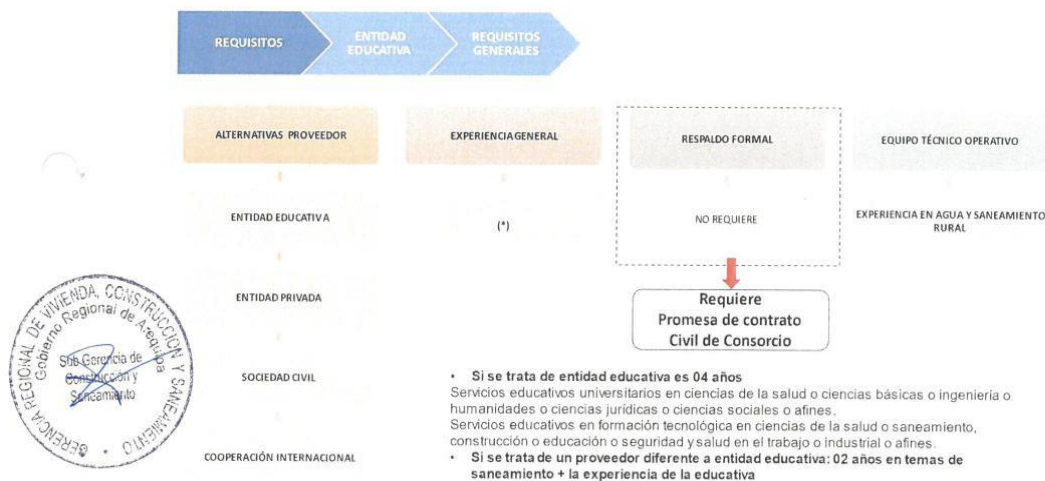 REQUISITOS
ENTIDAD
EDUCATIVA
REQUISITOS
GENERALES
ALTERNATIVAS PROVEEDOR
EXPERIENCIA GENERAL
RESPALDO FORMAL
EQUIPO TÉCNICO OPERATIVO
ENTIDAD EDUCATIVA
(*)
NO REQUIERE
EXPERIENCIA EN AGUA Y SANEAMIENTO
RURAL
ENTIDAD PRIVADA
Requiere
Promesa de contrato
Civil de Consorcio
SOCIEDAD CIVIL
COOPERACIÓN INTERNACIONAL
• Si se trata de entidad educativa es 04 años
Servicios educativos universitarios en ciencias de la salud o ciencias básicas o ingeniería o
humanidades o ciencias jurídicas o ciencias sociales o afines.
Servicios educativos en formación tecnológica en ciencias de la salud o saneamiento,
construcción o educación o seguridad y salud en el trabajo o industrial o afines.
• Si se trata de un proveedor diferente a entidad educativa: 02 años en temas de
saneamiento + la experiencia de la educativa
GERENCIA REGIONAL DE VIVIENDA, CONSTRUCCIÓN Y SANEAMIENTO
Gobierno Regional de Arequipa
Sub Gerencia de
Construcción y
Saneamiento